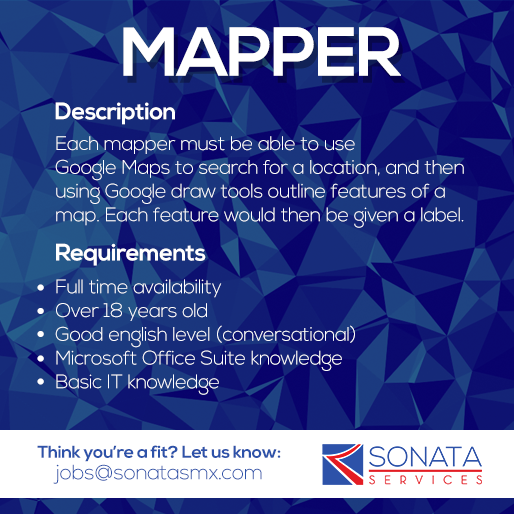 MAPPER
Description
Each mapper must be able to use
Google Maps to search for a location, and then
using Google draw tools outline features of a
map. Each feature would then be given a label.
Requirements
• Full time availability
• Over 18 years old
• Good english level (conversational)
• Microsoft Office Suite knowledge
• Basic IT knowledge
Think you're a fit? Let us know:
jobs@sonatasmx.com
SONATA
SERVICES